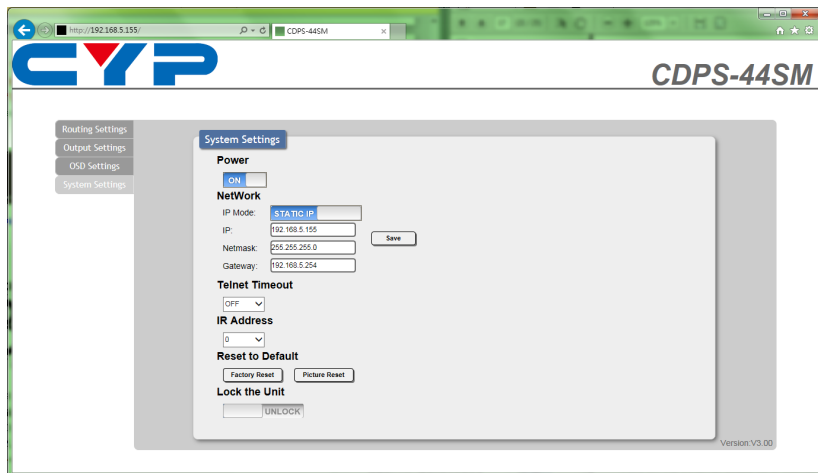 http://192.168.5.155/
CDPS-44SM
CYP
CDPS-44SM
Routing Settings
Output Settings
OSD Settings
System Settings
System Settings
Power
ON
NetWork
IP Mode: STATIC IP
IP: 192.168.5.155
Save
Netmask: 255.255.255.0
Gateway: 192.168.5.254
Telnet Timeout
OFF
IR Address
0
Reset to Default
Factory Reset Picture Reset
Lock the Unit
UNLOCK
Version:V3.00